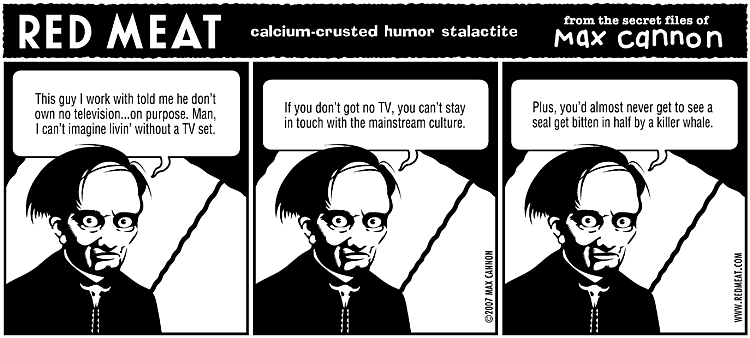 RED MEAT
calcium-crusted humor stalactite
from the secret files of
Max Cannon
This guy I work with told me he don't
own no television...on purpose. Man,
I can't imagine livin' without a TV set.
If you don't got no TV, you can't stay
in touch with the mainstream culture.
©2007 MAX CANNON
Plus, you'd almost never get to see a
seal get bitten in half by a killer whale.
WWW.REDMEAT.COM